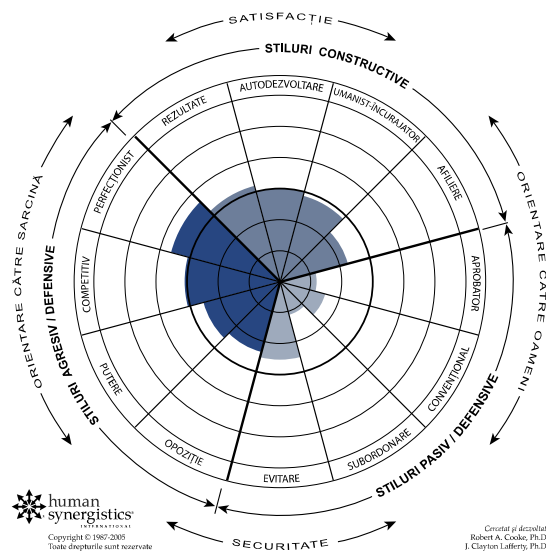 SATISFACȚIE
STILURI CONSTRUCTIVE
AUTODEZVOLTARE
REZULTATE
UMANIST-ÎNCURAJATOR
PERFECȚIONIST
AFILIERE
ORIENTARE CĂTRE SARCINĂ
ORIENTARE CĂTRE OAMENI
STILURI AGRESIV / DEFENSIVE
COMPETITIV
APROBATOR
PUTERE
CONVENȚIONAL
OPOZIȚIE
SUBORDONARE
EVITARE
STILURI PASIV / DEFENSIVE
human
synergistics®
INTERNATIONAL
Copyright © 1987-2005
Toate drepturile sunt rezervate
SECURITATE
Cercetat și dezvoltat
Robert A. Cooke, Ph.D
J. Clayton Lafferty, Ph.D